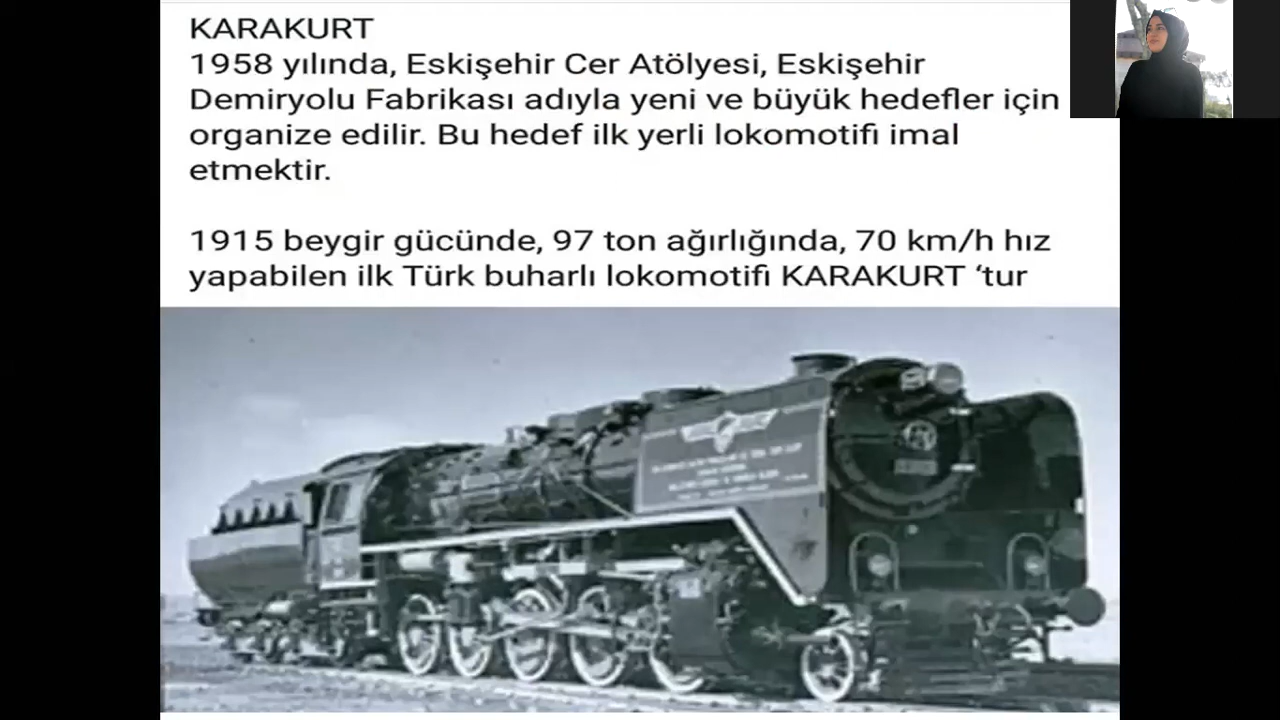 KARAKURT
1958 yılında, Eskişehir Cer Atölyesi, Eskişehir
Demiryolu Fabrikası adıyla yeni ve büyük hedefler için
organize edilir. Bu hedef ilk yerli lokomotifi imal
etmektir.
1915 beygir gücünde, 97 ton ağırlığında, 70 km/h hız
yapabilen ilk Türk buharlı lokomotifi KARAKURT ‘tur